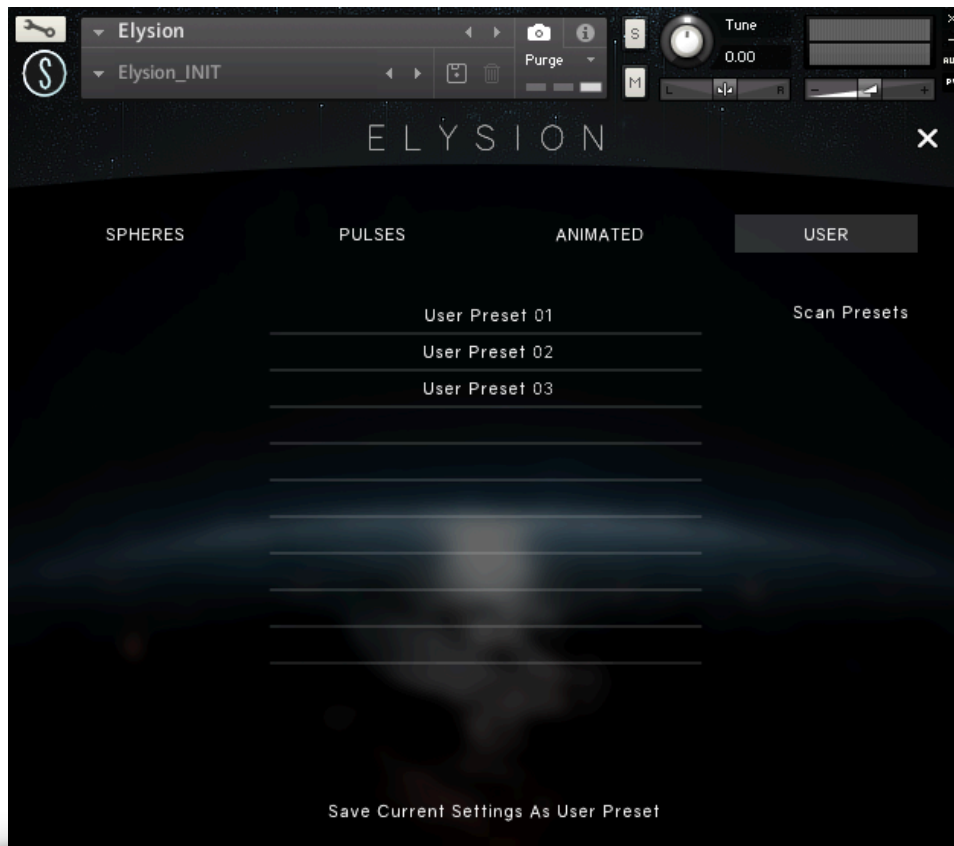 Elysion
S
Tune
0.00
Purge
Elysion_INIT
M
L R
- +
ELYSION
SPHERES PULSES ANIMATED USER
User Preset 01
Scan Presets
User Preset 02
User Preset 03
Save Current Settings As User Preset